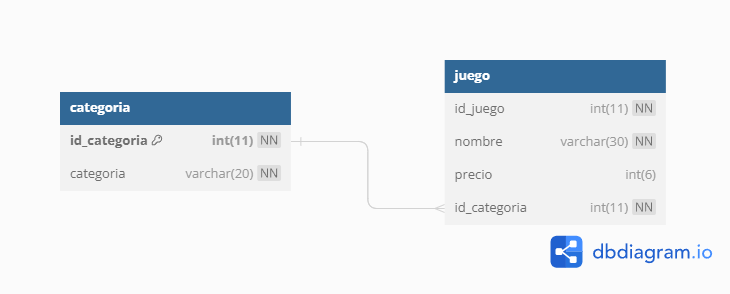 categoria
id_categoria int(11) NN
categoria varchar(20) NN
juego
id_juego int(11) NN
nombre varchar(30) NN
precio int(6)
id_categoria int(11) NN
dbdiagram.io